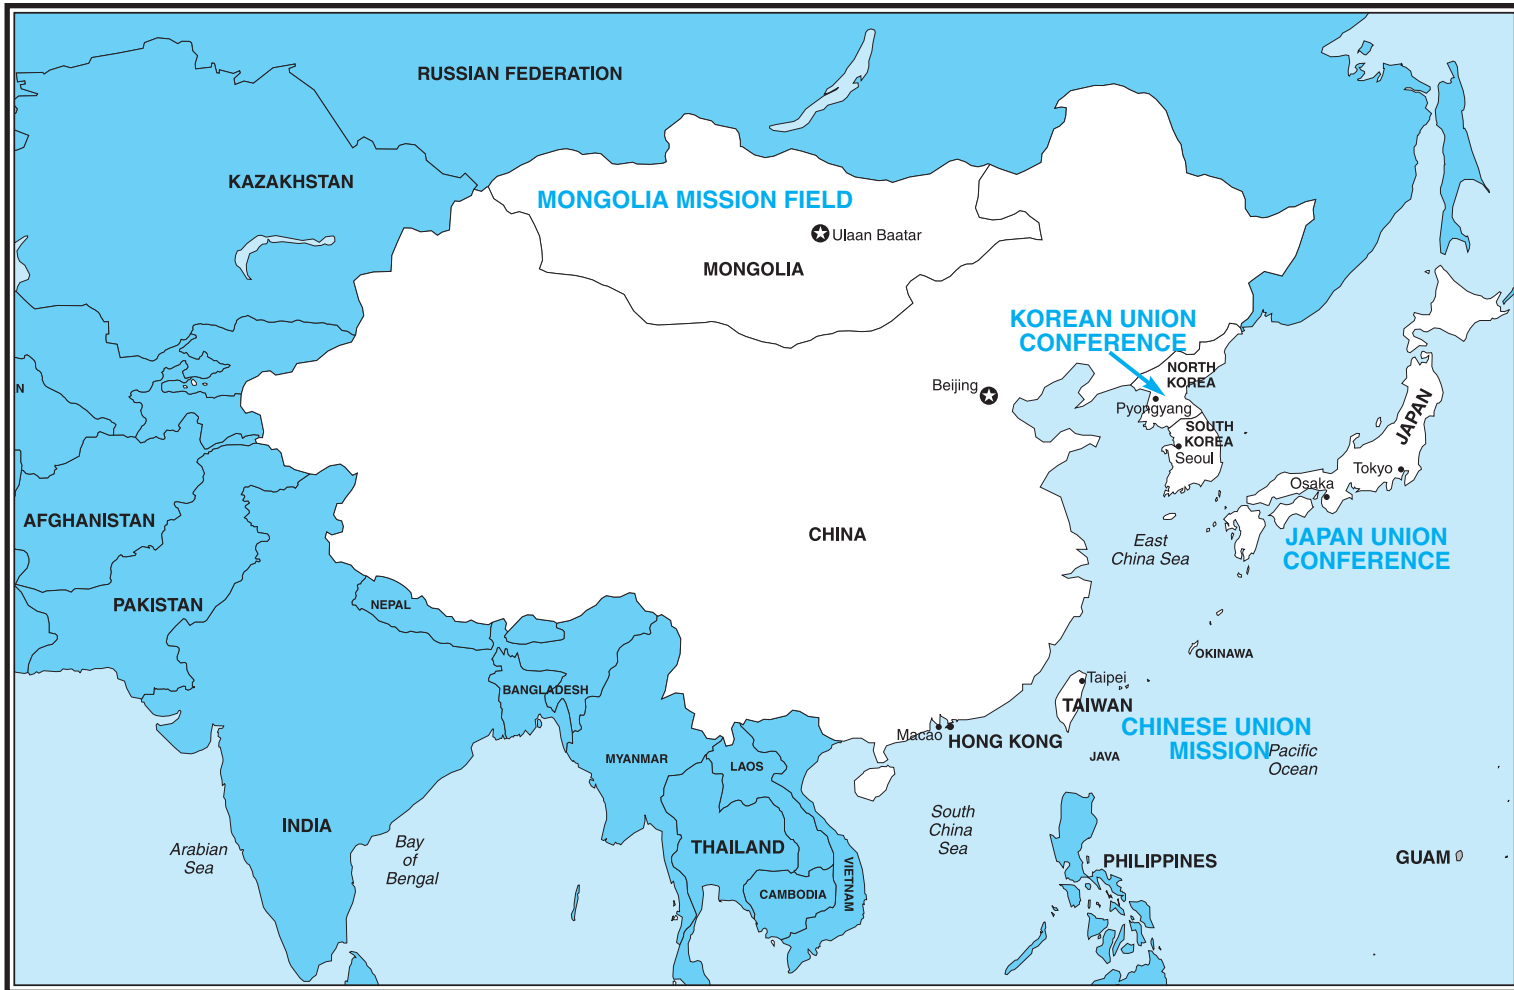 RUSSIAN FEDERATION
KAZAKHSTAN
MONGOLIA MISSION FIELD
Ulaan Baatar
MONGOLIA
KOREAN UNION
CONFERENCE
NORTH
KOREA
Beijing
N
Pyongyang
JAPAN
SOUTH
KOREA
Seoul
Tokyo
Osaka
AFGHANISTAN
CHINA
East
China Sea
JAPAN UNION
CONFERENCE
PAKISTAN
NEPAL
OKINAWA
Taipei
BANGLADESH
TAIWAN
CHINESE UNION
MISSION
Macao
HONG KONG
Pacific
Ocean
JAVA
MYANMAR
LAOS
INDIA
South
China
Sea
Arabian
Sea
Bay
of
Bengal
THAILAND
PHILIPPINES
GUAM
VIETNAM
CAMBODIA